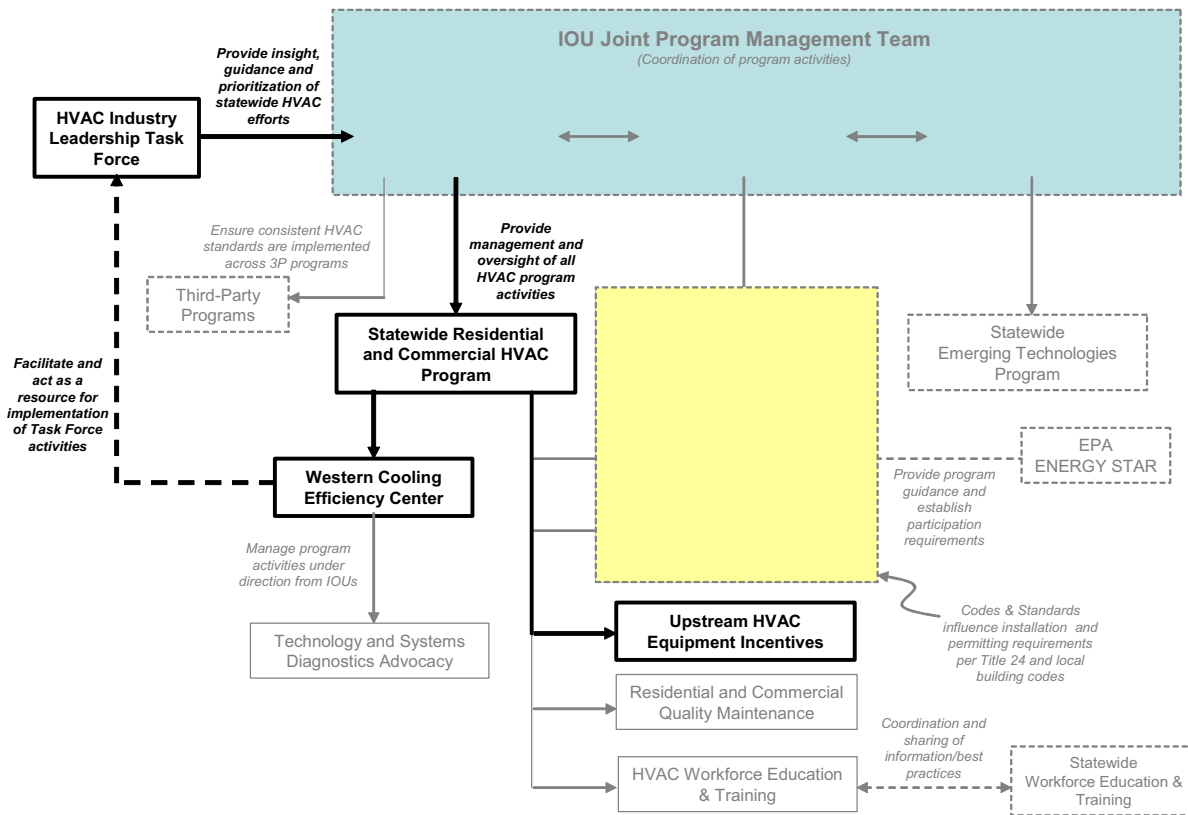 IOU Joint Program Management Team
(Coordination of program activities)
Provide insight,
guidance and
prioritization of
statewide HVAC
efforts
HVAC Industry
Leadership Task
Force
Ensure consistent HVAC
standards are implemented
across 3P programs
Provide
management and
oversight of all
HVAC program
activities
Third-Party
Programs
Statewide Residential
and Commercial HVAC
Program
Statewide
Emerging Technologies
Program
Facilitate and
act as a
resource for
implementation
of Task Force
activities
EPA
ENERGY STAR
Western Cooling
Efficiency Center
Provide program
guidance and
establish
participation
requirements
Manage program
activities under
direction from IOUs
Technology and Systems
Diagnostics Advocacy
Upstream HVAC
Equipment Incentives
Codes & Standards
influence installation and
permitting requirements
per Title 24 and local
building codes
Residential and Commercial
Quality Maintenance
Coordination and
sharing of
information/best
practices
HVAC Workforce Education
& Training
Statewide
Workforce Education &
Training